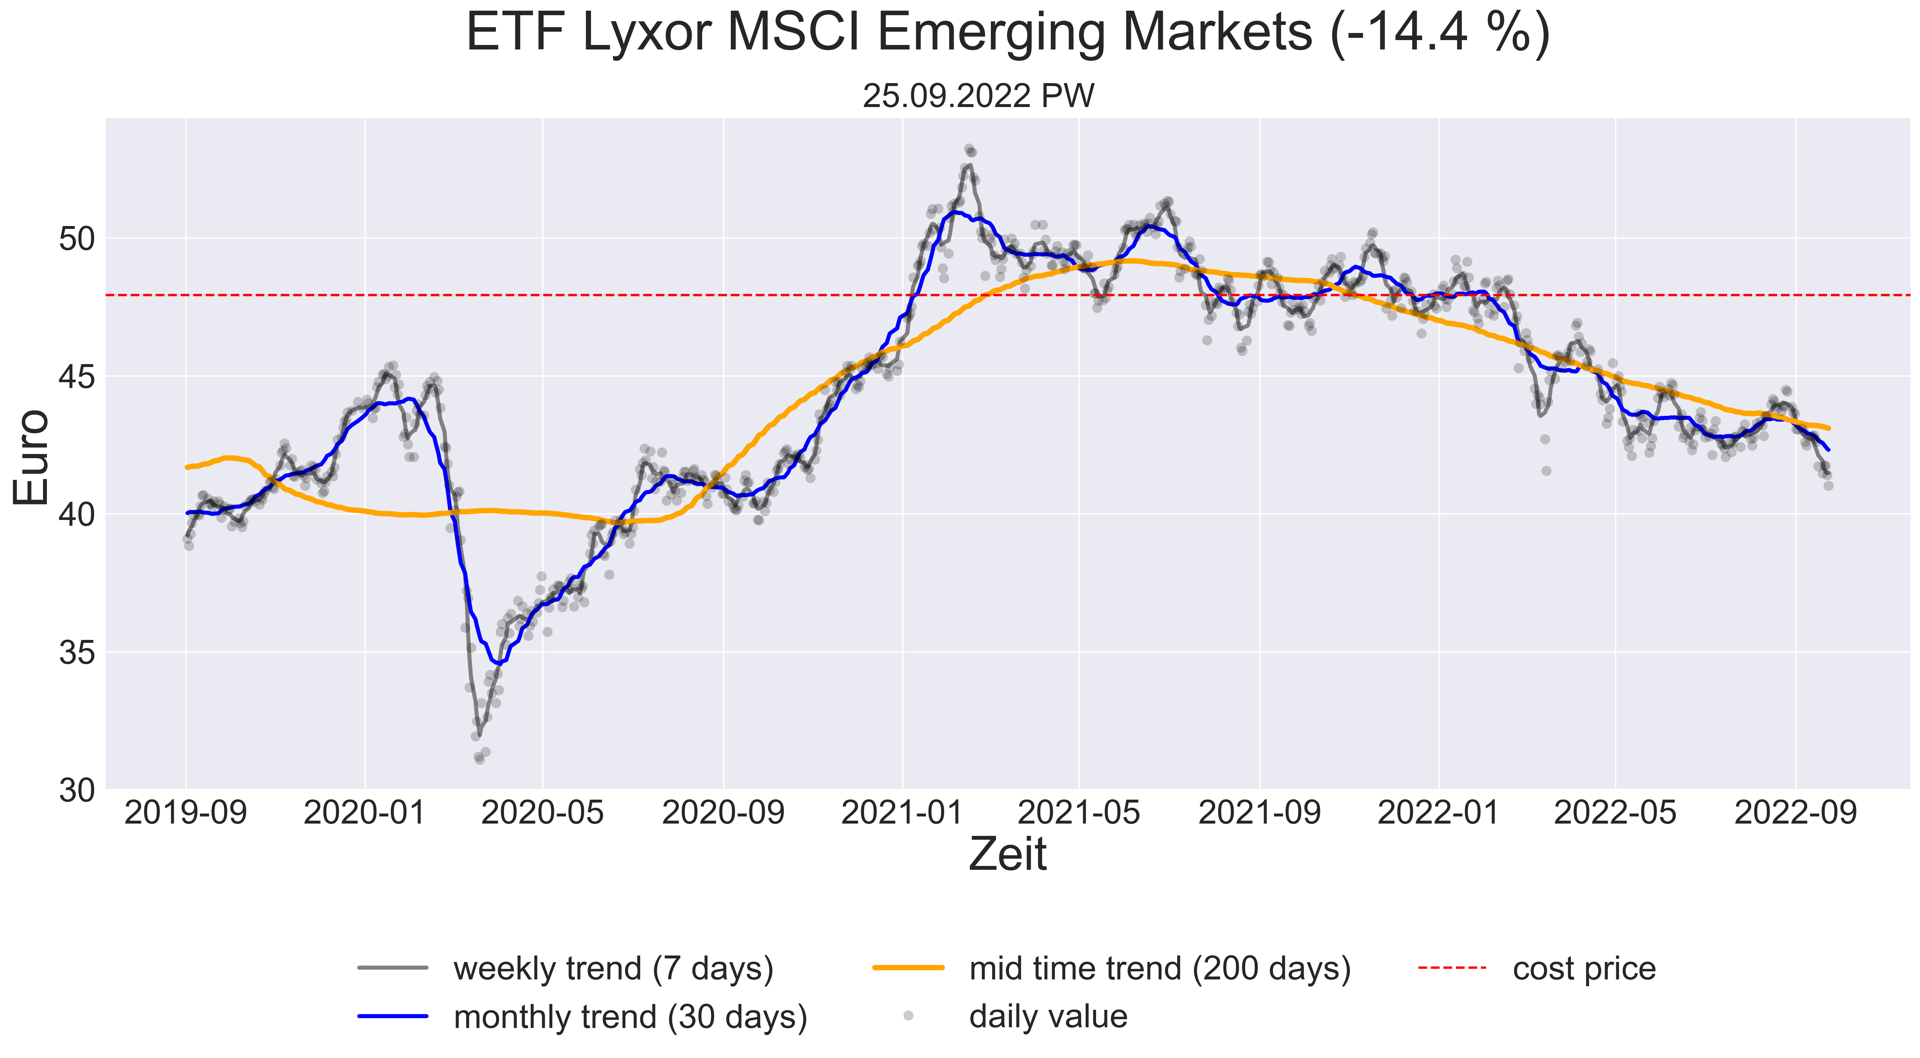 ETF Lyxor MSCI Emerging Markets (-14.4 %)
25.09.2022 PW
Euro
50
45
40
35
30
2019-09 2020-01 2020-05 2020-09 2021-01 2021-05 2021-09 2022-01 2022-05 2022-09
Zeit
weekly trend (7 days) mid time trend (200 days) cost price
monthly trend (30 days) daily value